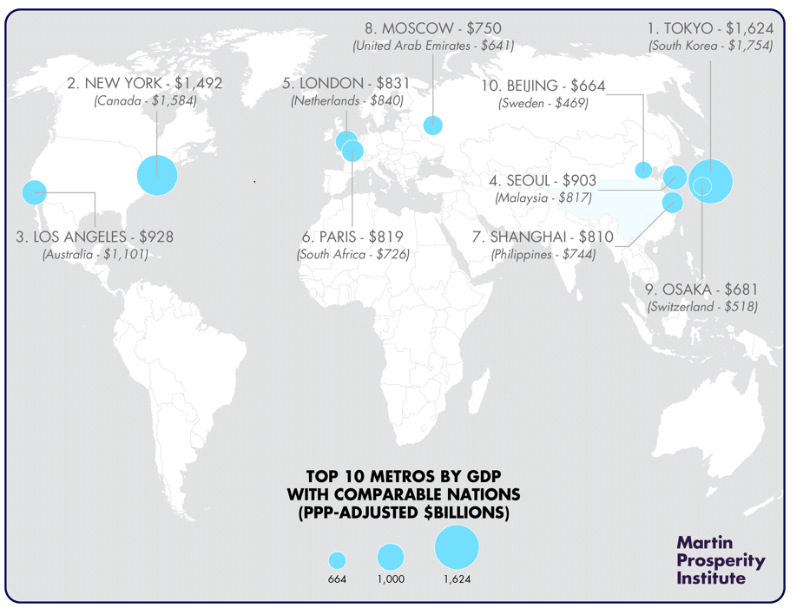 8. MOSCOW - $750
(United Arab Emirates - $641)
1. TOKYO - $1,624
(South Korea - $1,754)
2. NEW YORK - $1,492
(Canada - $1,584)
5. LONDON - $831
(Netherlands - $840)
10. BEIJING - $664
(Sweden - $469)
4. SEOUL - $903
(Malaysia - $817)
3. LOS ANGELES - $928
(Australia - $1,101)
6. PARIS - $819
(South Africa - $726)
7. SHANGHAI - $810
(Philippines - $744)
9. OSAKA - $681
(Switzerland - $518)
TOP 10 METROS BY GDP
WITH COMPARABLE NATIONS
(PPP-ADJUSTED $BILLIONS)
664
1,000
1,624
Martin
Prosperity
Institute